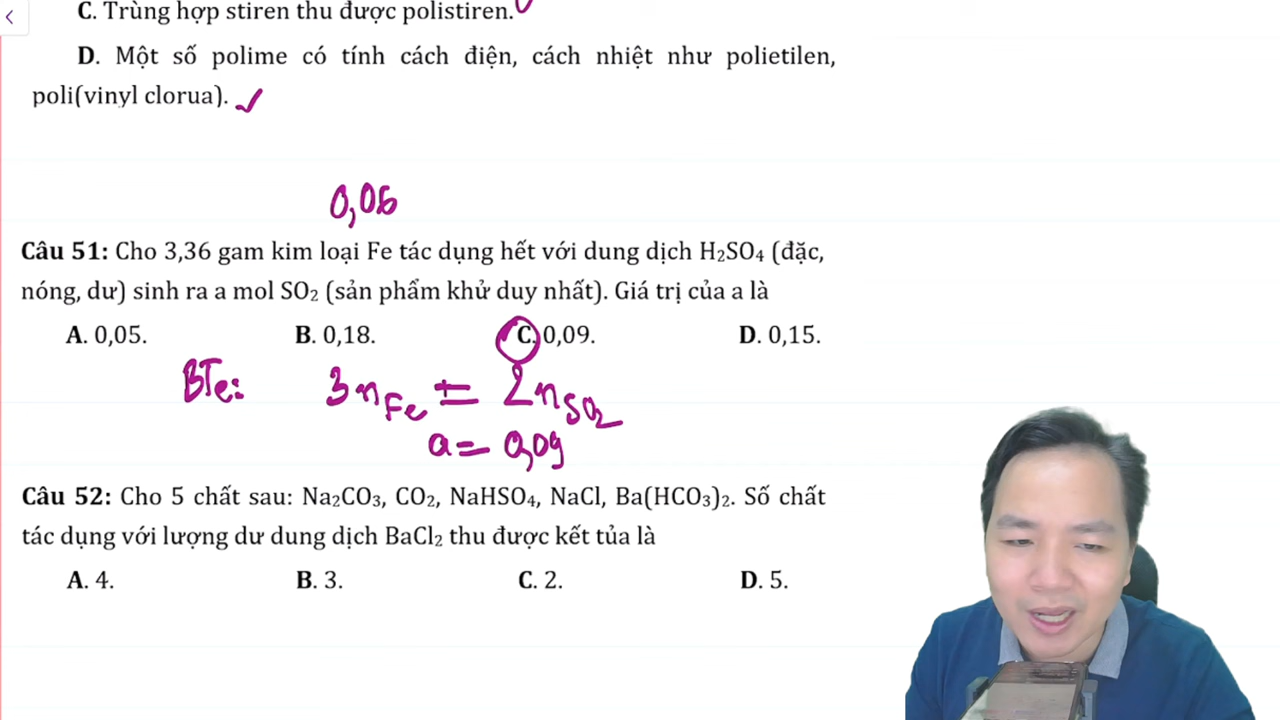 C. Trùng hợp stiren thu được polistiren.
D. Một số polime có tính cách điện, cách nhiệt như polietilen,
poli(vinyl clorua).
0,06
Câu 51: Cho 3,36 gam kim loại Fe tác dụng hết với dung dịch H₂SO₄ (đặc,
nóng, dư) sinh ra a mol SO₂ (sản phẩm khử duy nhất). Giá trị của a là
A. 0,05. B. 0,18. C. 0,09. D. 0,15.
BTe: 3nFe = 2nSO₂
a = 0,09
Câu 52: Cho 5 chất sau: Na₂CO₃, CO₂, NaHSO₄, NaCl, Ba(HCO₃)₂. Số chất
tác dụng với lượng dư dung dịch BaCl₂ thu được kết tủa là
A. 4. B. 3. C. 2. D. 5.